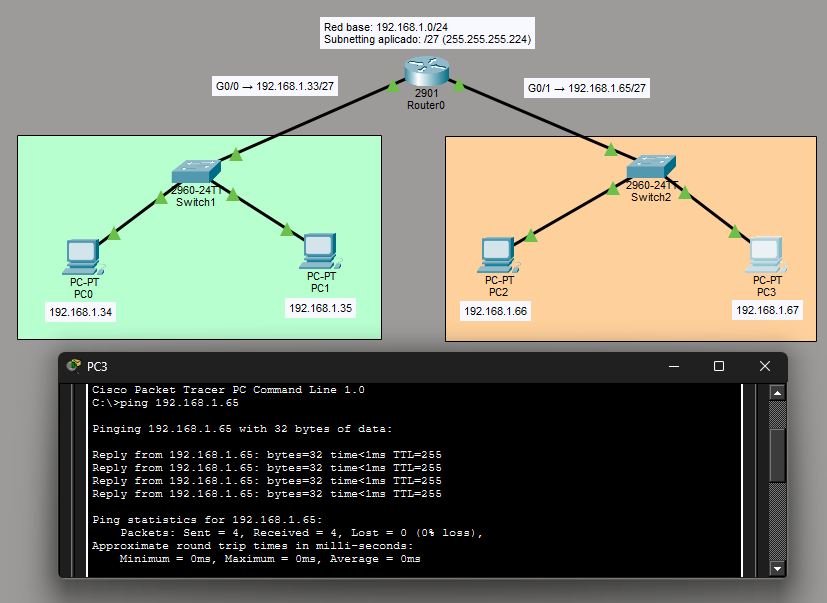 Red base: 192.168.1.0/24
Subnetting aplicado: /27 (255.255.255.224)
G0/0 → 192.168.1.33/27
G0/1 → 192.168.1.65/27
2901
Router0
2960-24TT
Switch1
2960-24TT
Switch2
PC-PT
PC0
192.168.1.34
PC-PT
PC1
192.168.1.35
PC-PT
PC2
192.168.1.66
PC-PT
PC3
192.168.1.67
PC3
Cisco Packet Tracer PC Command Line 1.0
C:\>ping 192.168.1.65
Pinging 192.168.1.65 with 32 bytes of data:
Reply from 192.168.1.65: bytes=32 time<1ms TTL=255
Reply from 192.168.1.65: bytes=32 time<1ms TTL=255
Reply from 192.168.1.65: bytes=32 time<1ms TTL=255
Reply from 192.168.1.65: bytes=32 time<1ms TTL=255
Ping statistics for 192.168.1.65:
Packets: Sent = 4, Received = 4, Lost = 0 (0% loss),
Approximate round trip times in milli-seconds:
Minimum = 0ms, Maximum = 0ms, Average = 0ms